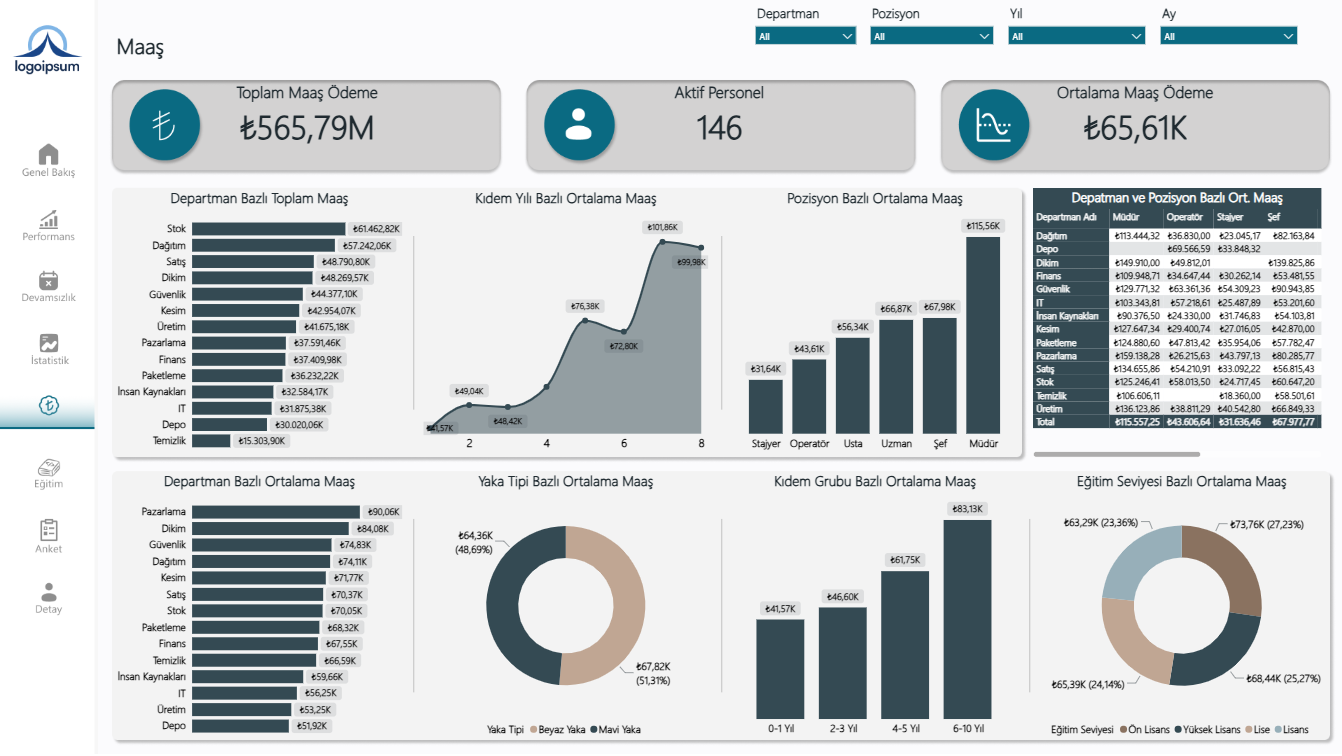 logoipsum
Genel Bakış
Performans
Devamsızlık
İstatistik
Eğitim
Anket
Detay
Maaş
Departman Pozisyon Yıl Ay
All All All All
Toplam Maaş Ödeme
₺565,79M
Aktif Personel
146
Ortalama Maaş Ödeme
₺65,61K
Departman Bazlı Toplam Maaş
Stok ₺61.462,82K
Dağıtım ₺57.242,06K
Satış ₺48.790,80K
Dikim ₺48.269,57K
Güvenlik ₺44.377,10K
Kesim ₺42.954,07K
Üretim ₺41.675,18K
Pazarlama ₺37.591,46K
Finans ₺37.409,98K
Paketleme ₺36.232,22K
İnsan Kaynakları ₺32.584,17K
IT ₺31.875,38K
Depo ₺30.020,06K
Temizlik ₺15.303,90K
Kıdem Yılı Bazlı Ortalama Maaş
₺101,86K
₺99,98K
₺76,38K
₺72,80K
₺49,04K
₺48,42K
₺41,57K
2 4 6 8
Pozisyon Bazlı Ortalama Maaş
₺31,64K ₺43,61K ₺56,34K ₺66,87K ₺67,98K ₺115,56K
Stajyer Operatör Usta Uzman Şef Müdür
Depatman ve Pozisyon Bazlı Ort. Maaş
Departman Adı Müdür Operatör Stajyer Şef
Dağıtım ₺113.444,32 ₺36.830,00 ₺23.045,17 ₺82.163,84
Depo ₺69.566,59 ₺33.848,32
Dikim ₺149.910,00 ₺49.812,01 ₺139.825,86
Finans ₺109.948,71 ₺34.647,44 ₺30.262,14 ₺53.481,55
Güvenlik ₺129.771,32 ₺63.361,36 ₺54.309,23 ₺90.943,85
IT ₺103.343,81 ₺57.218,61 ₺25.487,89 ₺53.201,60
İnsan Kaynakları ₺90.376,50 ₺24.330,00 ₺31.746,83 ₺54.103,81
Kesim ₺127.647,34 ₺29.400,74 ₺27.016,05 ₺42.870,00
Paketleme ₺124.880,60 ₺47.813,42 ₺35.954,06 ₺57.782,47
Pazarlama ₺159.138,28 ₺26.215,63 ₺43.797,13 ₺80.285,77
Satış ₺134.655,86 ₺54.210,91 ₺33.092,22 ₺56.815,43
Stok ₺125.246,41 ₺58.013,50 ₺24.717,45 ₺60.647,20
Temizlik ₺106.606,11 ₺18.360,00 ₺58.501,61
Üretim ₺136.123,86 ₺38.811,29 ₺40.542,80 ₺66.849,33
Total ₺115.557,25 ₺43.606,64 ₺31.636,46 ₺67.977,77
Departman Bazlı Ortalama Maaş
Pazarlama ₺90,06K
Dikim ₺84,08K
Güvenlik ₺74,83K
Dağıtım ₺74,11K
Kesim ₺71,77K
Satış ₺70,37K
Stok ₺70,05K
Paketleme ₺68,32K
Finans ₺67,55K
Temizlik ₺66,59K
İnsan Kaynakları ₺59,66K
IT ₺56,25K
Üretim ₺53,25K
Depo ₺51,92K
Yaka Tipi Bazlı Ortalama Maaş
₺64,36K
(48,69%)
₺67,82K
(51,31%)
Yaka Tipi Beyaz Yaka Mavi Yaka
Kıdem Grubu Bazlı Ortalama Maaş
₺41,57K ₺46,60K ₺61,75K ₺83,13K
0-1 Yıl 2-3 Yıl 4-5 Yıl 6-10 Yıl
Eğitim Seviyesi Bazlı Ortalama Maaş
₺63,29K (23,36%) ₺73,76K (27,23%)
₺65,39K (24,14%) ₺68,44K (25,27%)
Eğitim Seviyesi Ön Lisans Yüksek Lisans Lise Lisans